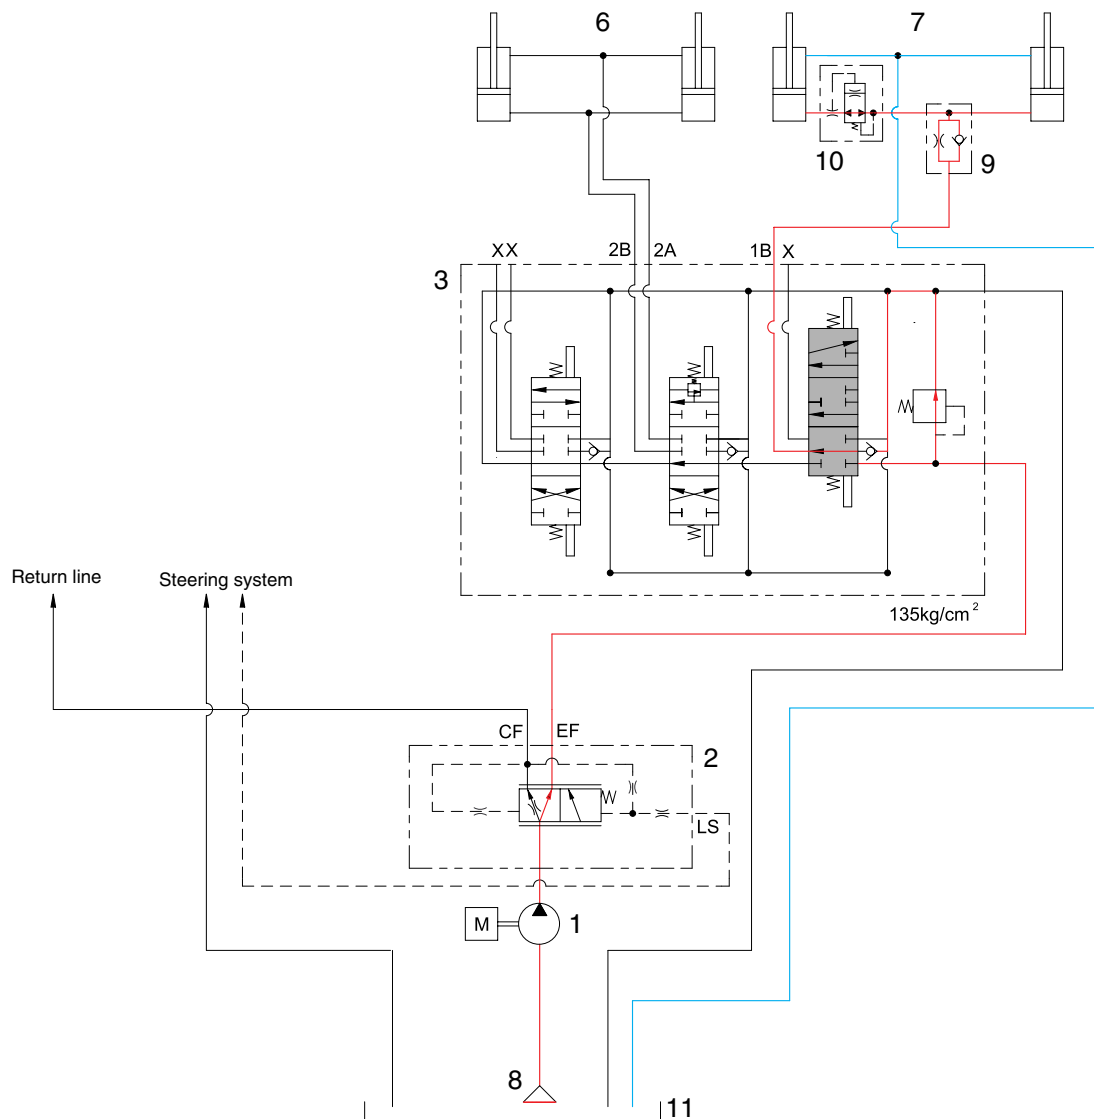 6
7
10
9
X X
2B
2A
1B
X
3
135kg/cm²
Return line
Steering system
CF
EF
2
LS
M
1
8
11